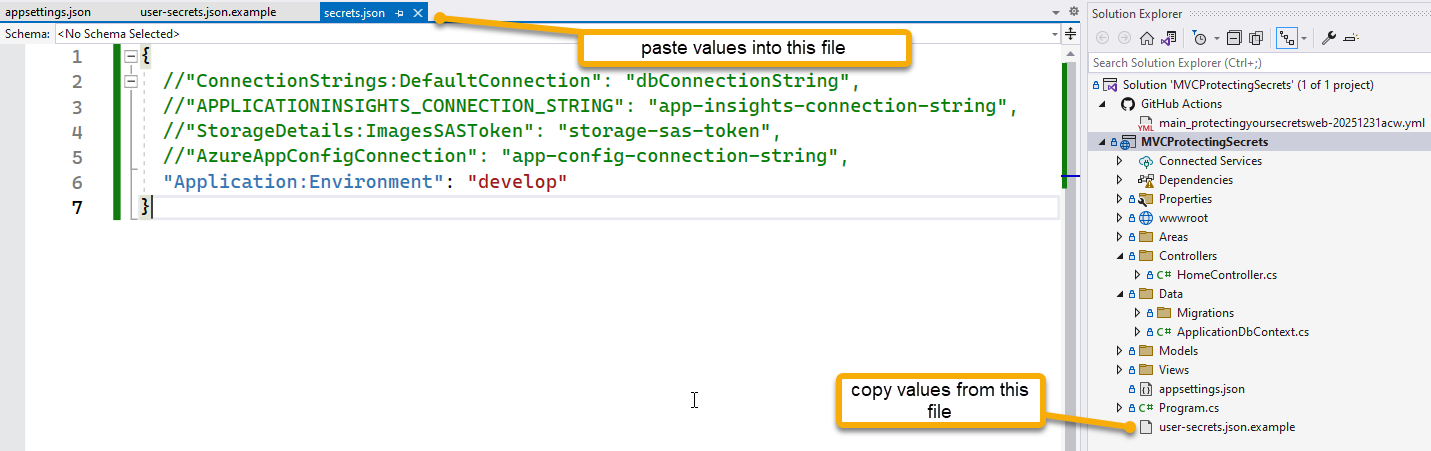 appsettings.json
user-secrets.json.example
secrets.json
Schema: <No Schema Selected>
paste values into this file
1 {
2 //"ConnectionStrings:DefaultConnection": "dbConnectionString",
3 //"APPLICATIONINSIGHTS_CONNECTION_STRING": "app-insights-connection-string",
4 //"StorageDetails:ImagesSASToken": "storage-sas-token",
5 //"AzureAppConfigConnection": "app-config-connection-string",
6 "Application:Environment": "develop"
7 }
Solution Explorer
Search Solution Explorer (Ctrl+;)
Solution 'MVCProtectingSecrets' (1 of 1 project)
GitHub Actions
YML main_protectingyoursecretsweb-20251231acw.yml
MVCProtectingSecrets
Connected Services
Dependencies
Properties
wwwroot
Areas
Controllers
C# HomeController.cs
Data
Migrations
C# ApplicationDbContext.cs
Models
Views
appsettings.json
C# Program.cs
user-secrets.json.example
copy values from this
file